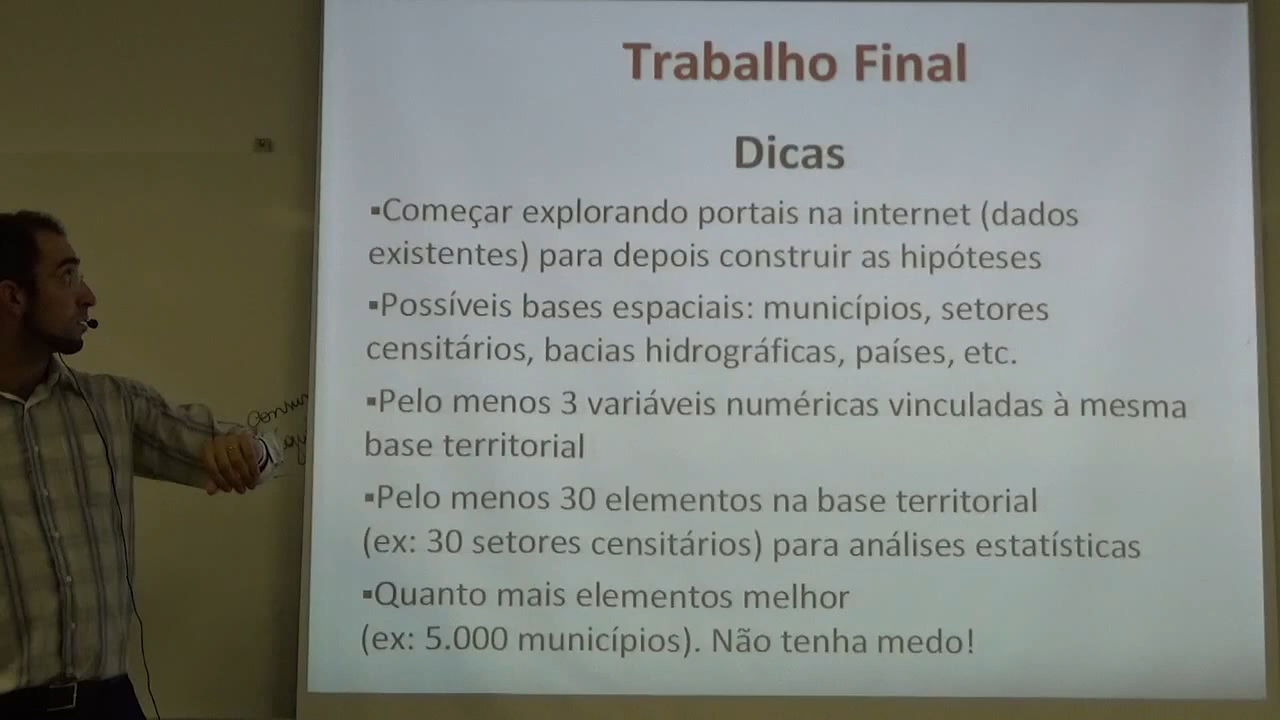 Trabalho Final
Dicas
▪Começar explorando portais na internet (dados
existentes) para depois construir as hipóteses
▪Possíveis bases espaciais: municípios, setores
censitários, bacias hidrográficas, países, etc.
▪Pelo menos 3 variáveis numéricas vinculadas à mesma
base territorial
▪Pelo menos 30 elementos na base territorial
(ex: 30 setores censitários) para análises estatísticas
▪Quanto mais elementos melhor
(ex: 5.000 municípios). Não tenha medo!